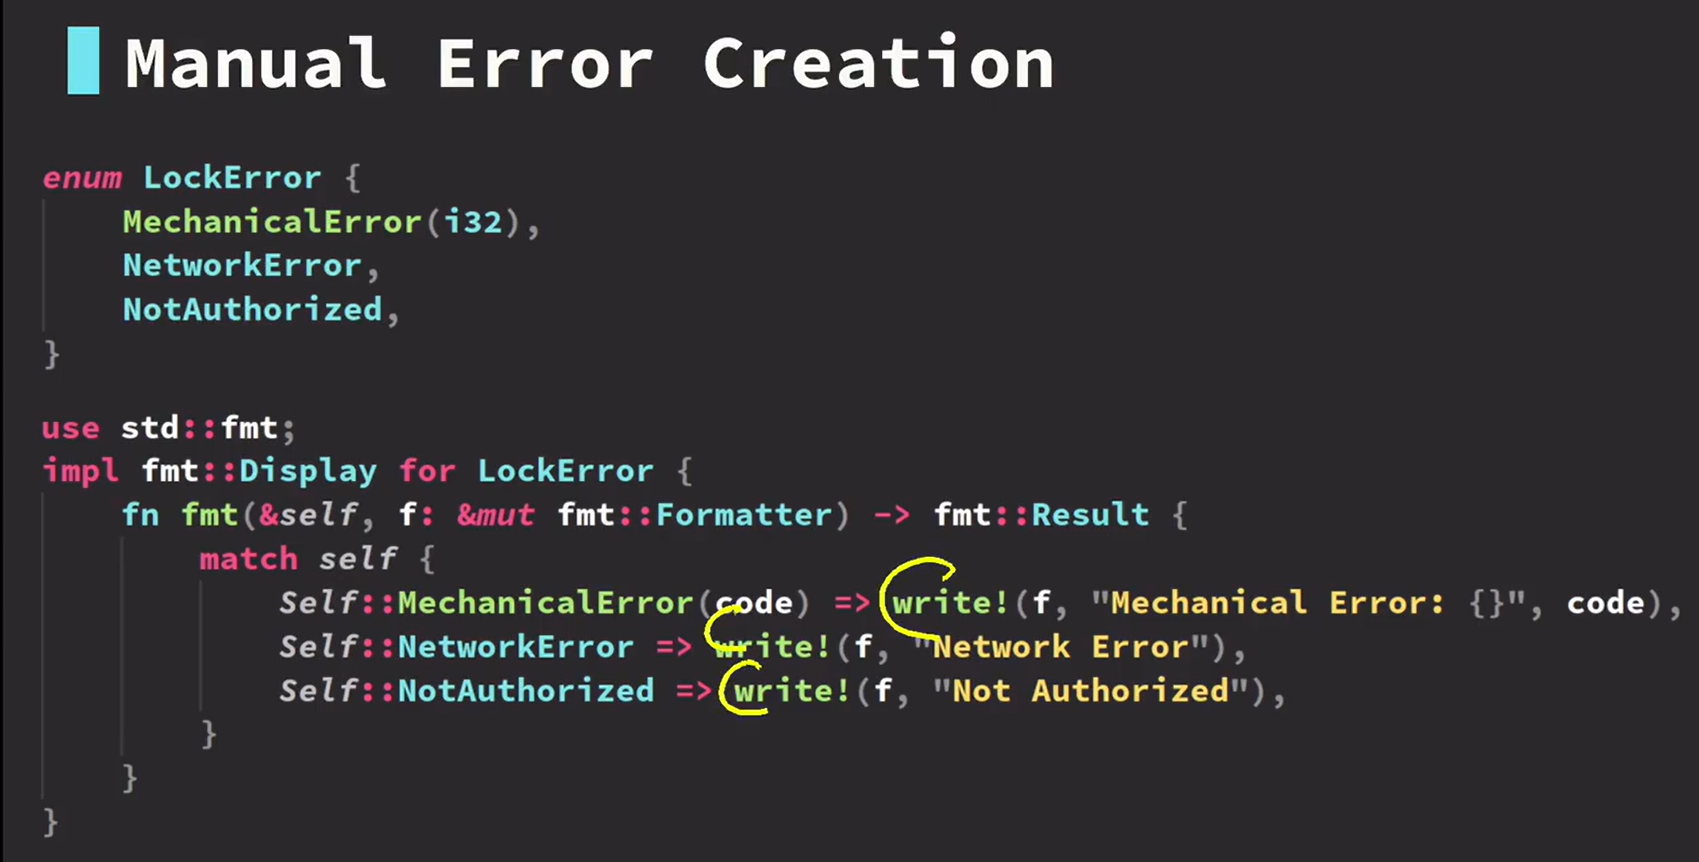 Manual Error Creation
enum LockError {
    MechanicalError(i32),
    NetworkError,
    NotAuthorized,
}
use std::fmt;
impl fmt::Display for LockError {
    fn fmt(&self, f: &mut fmt::Formatter) -> fmt::Result {
        match self {
            Self::MechanicalError(code) => write!(f, "Mechanical Error: {}", code),
            Self::NetworkError => write!(f, "Network Error"),
            Self::NotAuthorized => write!(f, "Not Authorized"),
        }
    }
}